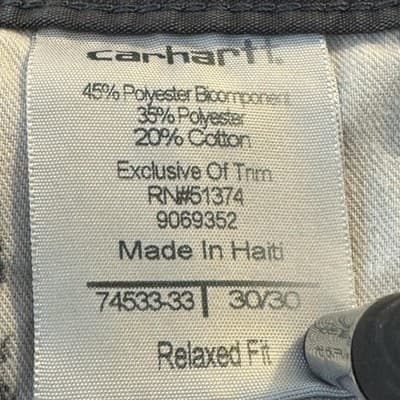 carhartt.
45% Polyester Bicomponent
35% Polyester
20% Cotton
Exclusive Of Trim
RN#51374
9069352
Made In Haiti
74533-33 | 30/30
Relaxed Fit